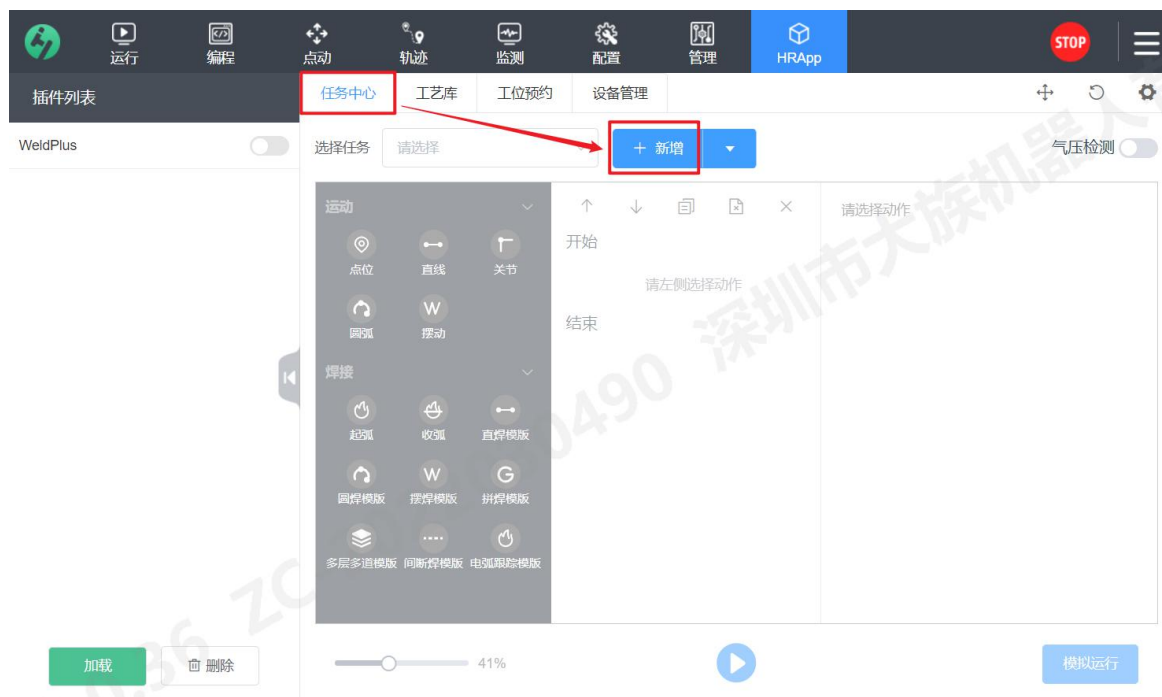 运行 编程 点动 轨迹 监测 配置 管理 HRApp STOP
插件列表 任务中心 工艺库 工位预约 设备管理
WeldPlus 选择任务 请选择 + 新增 气压检测
运动
请选择动作
点位 直线 关节
开始
请左侧选择动作
圆弧 摆动
结束
焊接
起弧 收弧 直焊模版
圆焊模版 摆焊模版 拼焊模版
多层多道模版 间断焊模版 电弧跟踪模版
加载 删除 41% 模拟运行
深圳市大族机器人